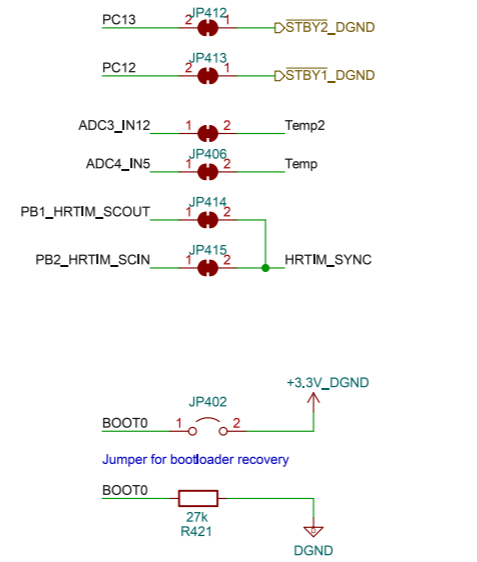 JP412
PC13 2 1 STBY2_DGND
JP413
PC12 2 1 STBY1_DGND
ADC3_IN12 1 2 Temp2
JP406
ADC4_IN5 1 2 Temp
JP414
PB1_HRTIM_SCOUT 1 2
JP415
PB2_HRTIM_SCIN 1 2 HRTIM_SYNC
+3.3V_DGND
JP402
BOOT0 1 2
Jumper for bootloader recovery
BOOT0
27k
R421
DGND